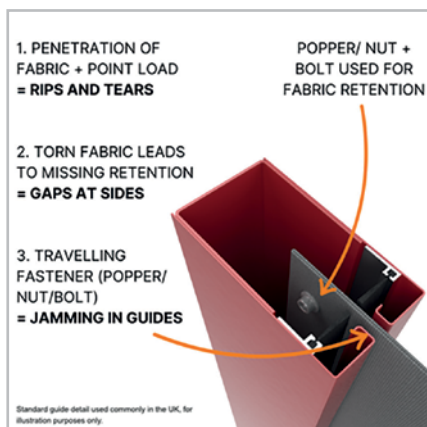 1. PENETRATION OF
FABRIC + POINT LOAD
= RIPS AND TEARS
POPPER/ NUT +
BOLT USED FOR
FABRIC RETENTION
2. TORN FABRIC LEADS
TO MISSING RETENTION
= GAPS AT SIDES
3. TRAVELLING
FASTENER (POPPER/
NUT/BOLT)
= JAMMING IN GUIDES
Standard guide detail used commonly in the UK, for
illustration purposes only.